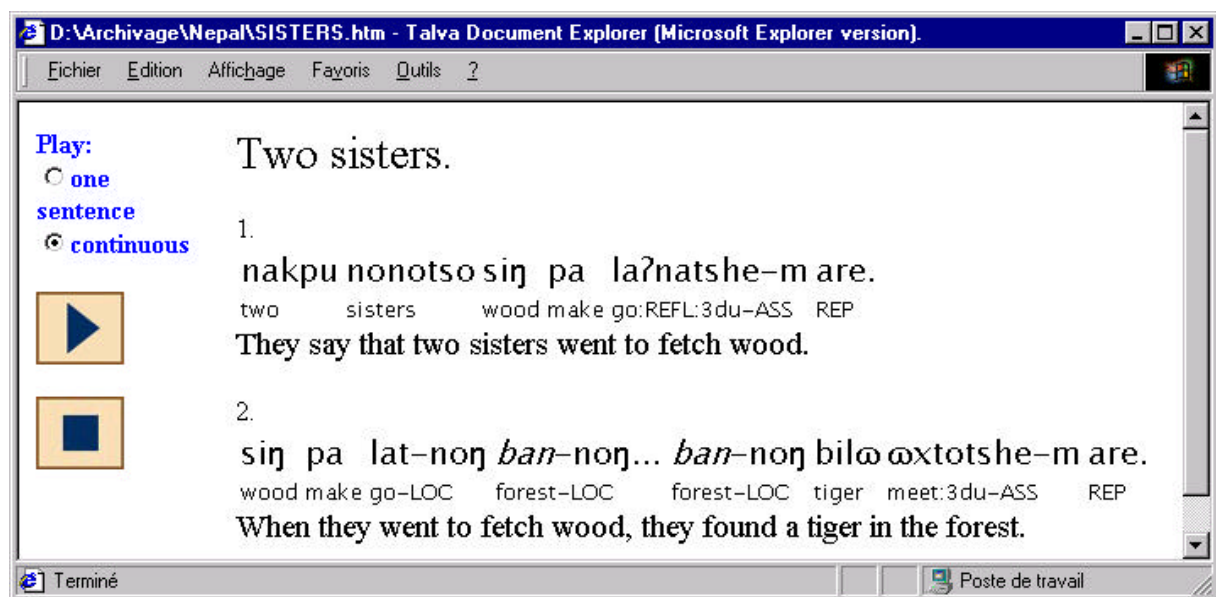 D:\Archivage\Nepal\SISTERS.htm - Talva Document Explorer (Microsoft Explorer version).
Fichier Edition Affichage Favoris Outils ?
Play:
one
sentence
continuous
Two sisters.
1.
nakpu nonotso siŋ pa laʔnatshe–m are.
two sisters wood make go:REFL:3du–ASS REP
They say that two sisters went to fetch wood.
2.
siŋ pa lat–noŋ ban–noŋ... ban–noŋ bilɷ ɷxtotshe–m are.
wood make go–LOC forest–LOC forest–LOC tiger meet:3du–ASS REP
When they went to fetch wood, they found a tiger in the forest.
Terminé
Poste de travail